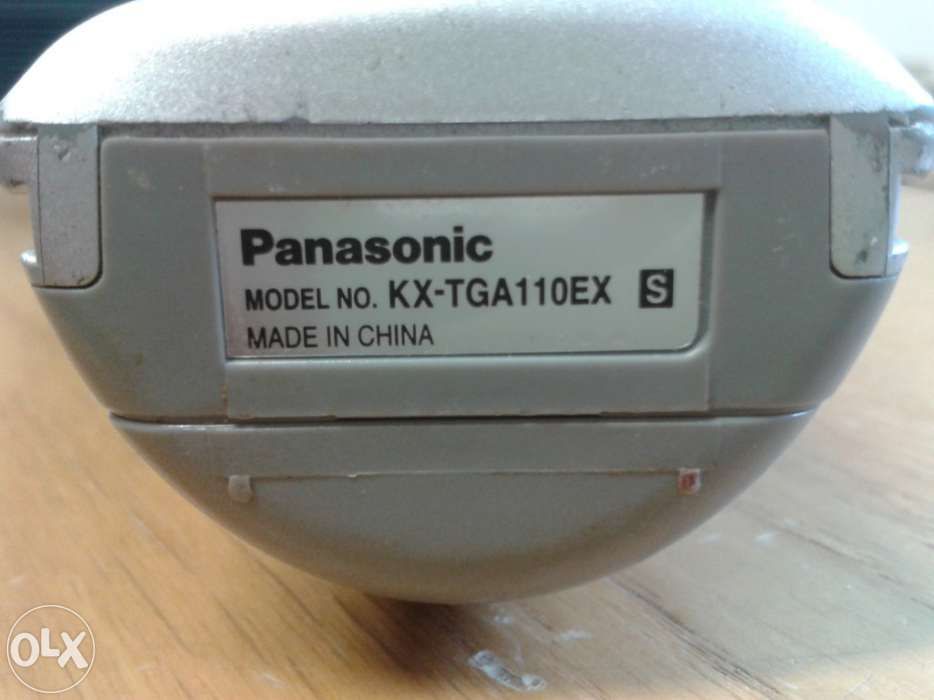 Panasonic
MODEL NO. KX-TGA110EX S
MADE IN CHINA
OLX